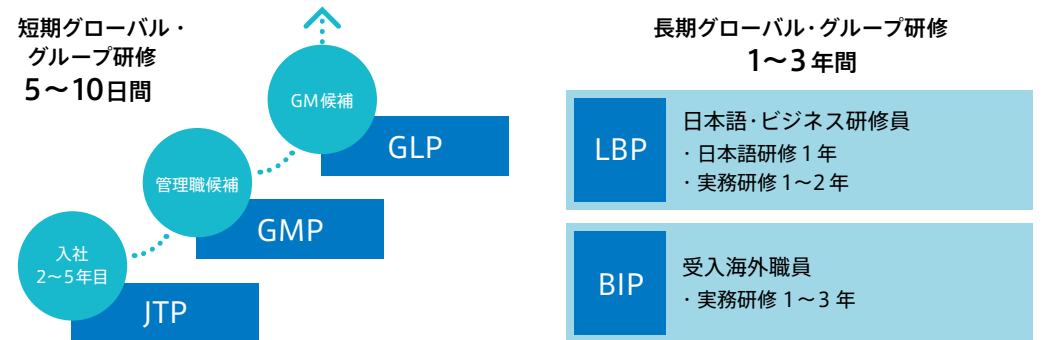 短期グローバル・
グループ研修
5〜10日間
GM候補
GLP
管理職候補
GMP
入社
2〜5年目
JTP
長期グローバル・グループ研修
1〜3年間
LBP
日本語・ビジネス研修員
・日本語研修1年
・実務研修1〜2年
BIP
受入海外職員
・実務研修1〜3年